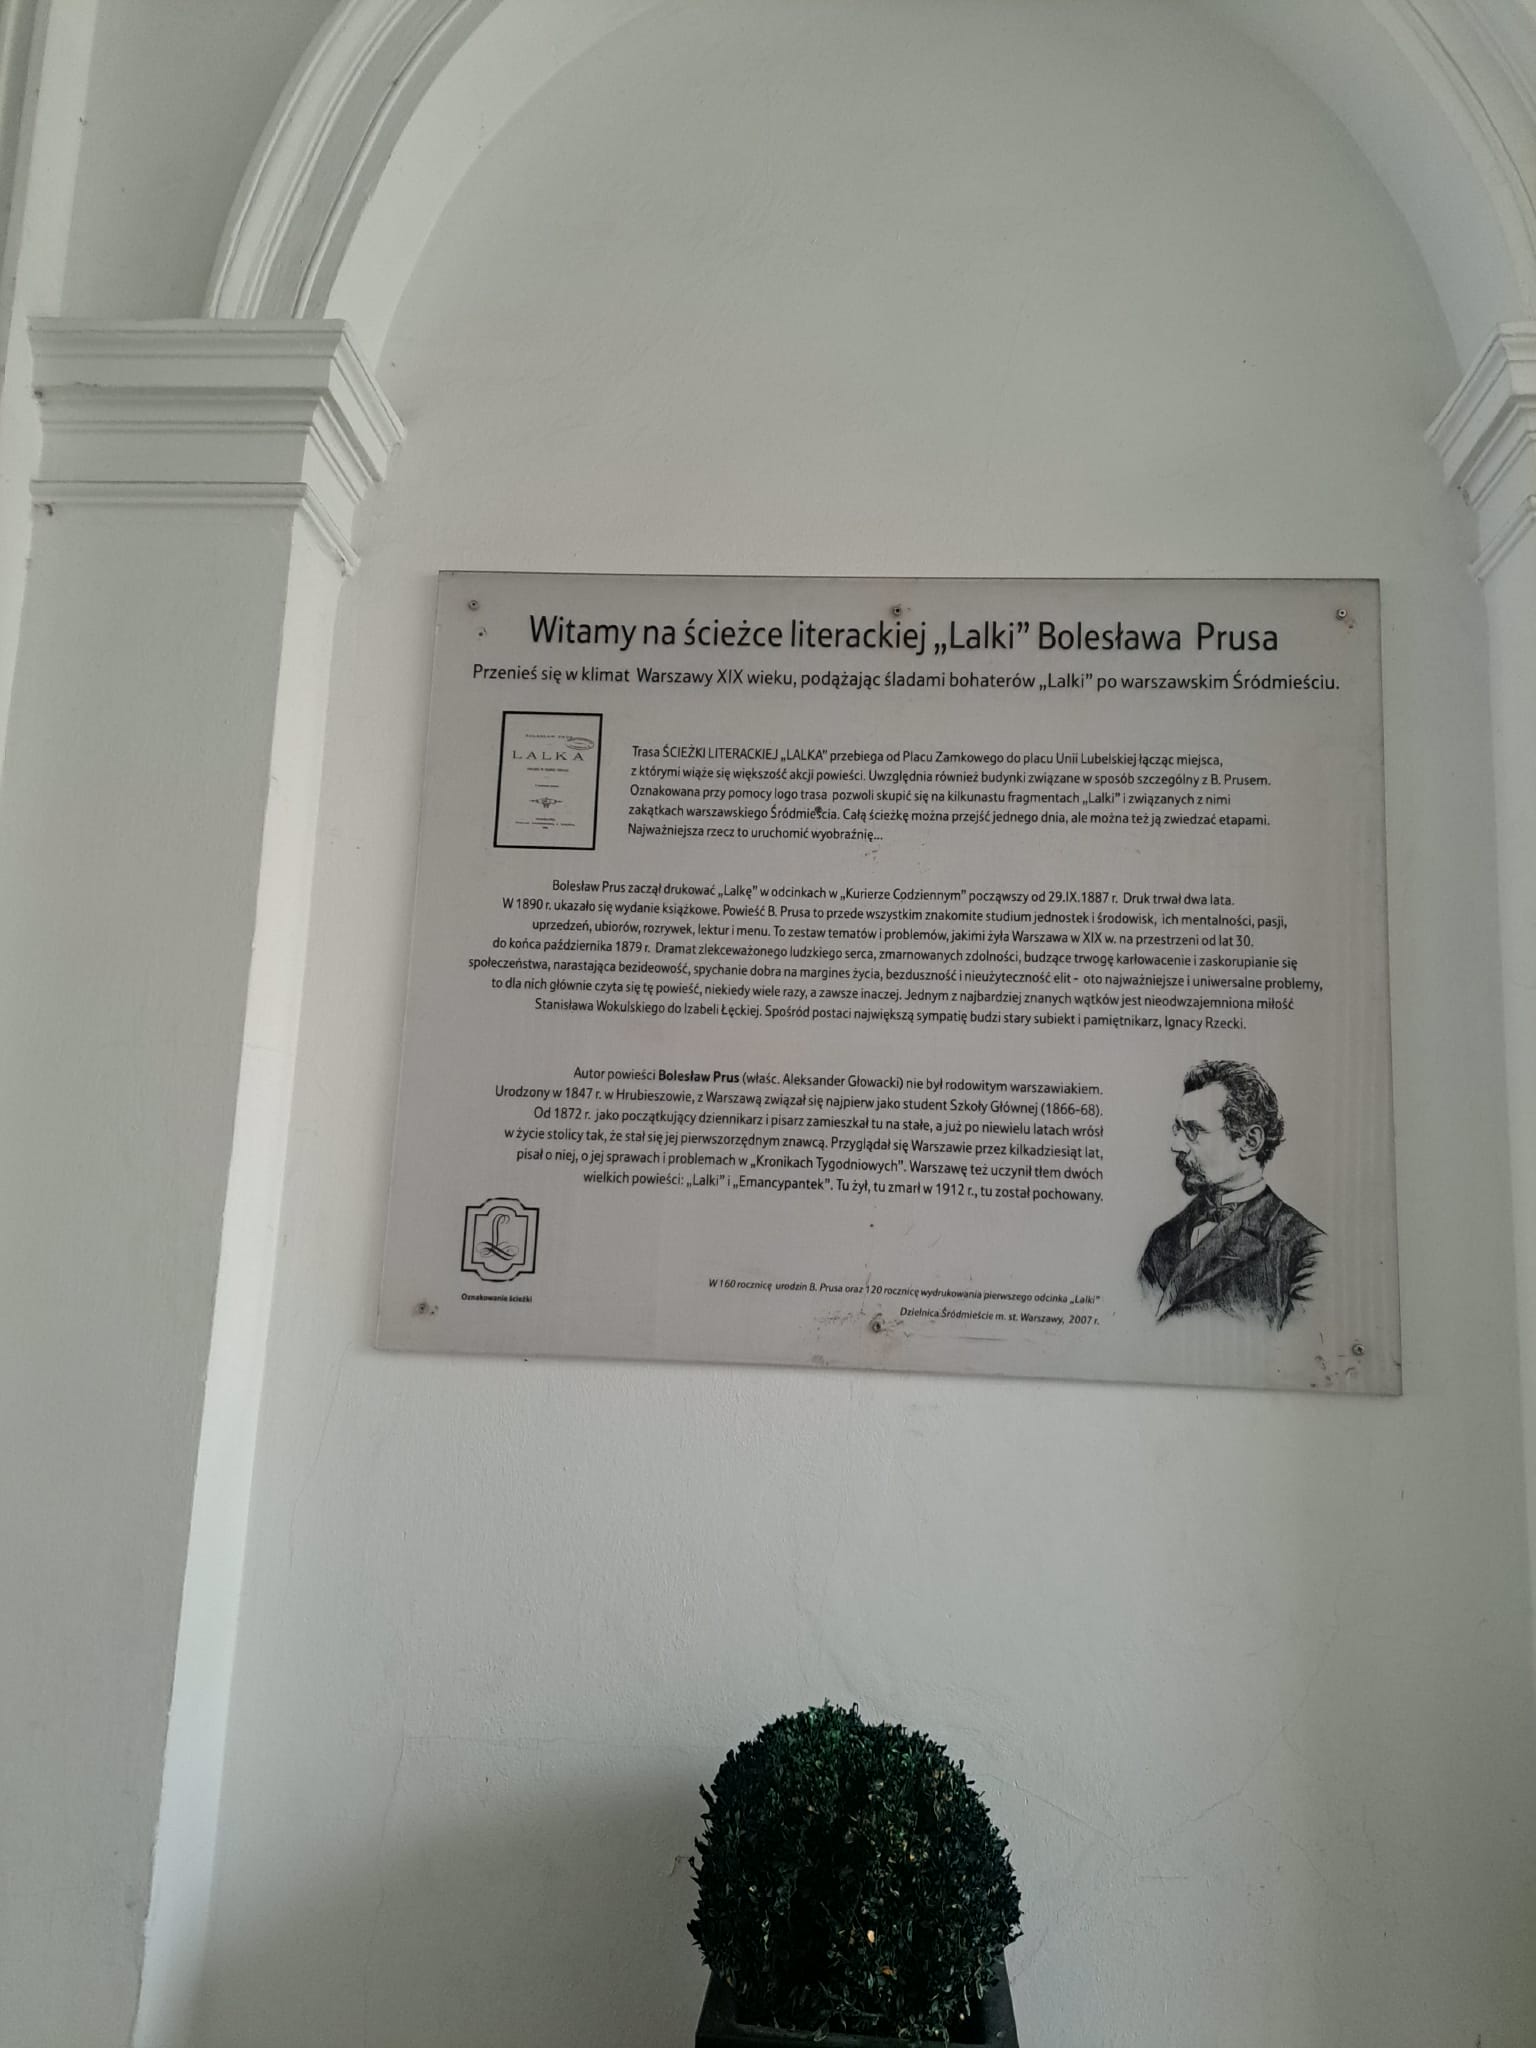 Witamy na ścieżce literackiej „Lalki” Bolesława Prusa
Przenieś się w klimat Warszawy XIX wieku, podążając śladami bohaterów „Lalki” po warszawskim Śródmieściu.
LALKA
Trasa ŚCIEŻKI LITERACKIEJ „LALKA” przebiega od Placu Zamkowego do placu Unii Lubelskiej łącząc miejsca,
z którymi wiąże się większość akcji powieści. Uwzględnia również budynki związane w sposób szczególny z B. Prusem.
Oznakowana przy pomocy logo trasa pozwoli skupić się na kilkunastu fragmentach „Lalki” i związanych z nimi
zakątkach warszawskiego Śródmieścia. Całą ścieżkę można przejść jednego dnia, ale można też ją zwiedzać etapami.
Najważniejsza rzecz to uruchomić wyobraźnię...
Bolesław Prus zaczął drukować „Lalkę” w odcinkach w „Kurierze Codziennym” począwszy od 29.IX.1887 r. Druk trwał dwa lata.
W 1890 r. ukazało się wydanie książkowe. Powieść B. Prusa to przede wszystkim znakomite studium jednostek i środowisk, ich mentalności, pasji,
uprzedzeń, ubiorów, rozrywek, lektur i menu. To zestaw tematów i problemów, jakimi żyła Warszawa w XIX w. na przestrzeni od lat 30.
do końca października 1879 r. Dramat zlekceważonego ludzkiego serca, zmarnowanych zdolności, budzące trwogę karłowacenie i zaskorupianie się
społeczeństwa, narastająca bezideowość, spychanie dobra na margines życia, bezduszność i nieużyteczność elit - oto najważniejsze i uniwersalne problemy,
to dla nich głównie czyta się tę powieść, niekiedy wiele razy, a zawsze inaczej. Jednym z najbardziej znanych wątków jest nieodwzajemniona miłość
Stanisława Wokulskiego do Izabeli Łęckiej. Spośród postaci największą sympatię budzi stary subiekt i pamiętnikarz, Ignacy Rzecki.
Autor powieści Bolesław Prus (właśc. Aleksander Głowacki) nie był rodowitym warszawiakiem.
Urodzony w 1847 r. w Hrubieszowie, z Warszawą związał się najpierw jako student Szkoły Głównej (1866-68).
Od 1872 r. jako początkujący dziennikarz i pisarz zamieszkał tu na stałe, a już po niewielu latach wrósł
w życie stolicy tak, że stał się jej pierwszorzędnym znawcą. Przyglądał się Warszawie przez kilkadziesiąt lat,
pisał o niej, o jej sprawach i problemach w „Kronikach Tygodniowych”. Warszawę też uczynił tłem dwóch
wielkich powieści: „Lalki” i „Emancypantek”. Tu żył, tu zmarł w 1912 r., tu został pochowany.
L
Oznakowanie ścieżki
W 160 rocznicę urodzin B. Prusa oraz 120 rocznicę wydrukowania pierwszego odcinka „Lalki”
Dzielnica Śródmieście m. st. Warszawy, 2007 r.